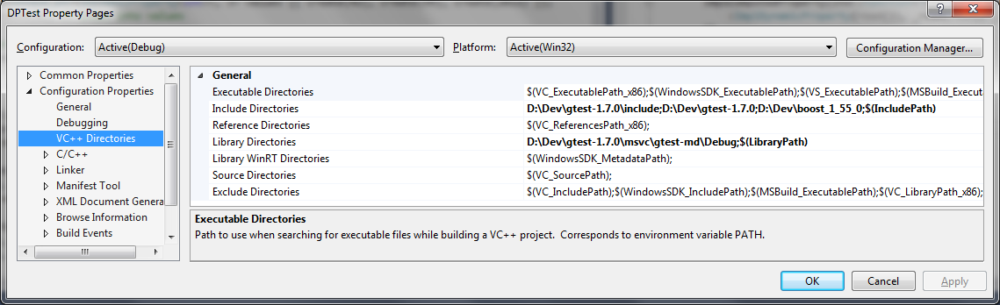 DPTest Property Pages
Configuration: Active(Debug) Platform: Active(Win32) Configuration Manager...
Common Properties
Configuration Properties
General
Debugging
VC++ Directories
C/C++
Linker
Manifest Tool
XML Document Genera
Browse Information
Build Events
General
Executable Directories $(VC_ExecutablePath_x86);$(WindowsSDK_ExecutablePath);$(VS_ExecutablePath);$(MSBuild_Execut
Include Directories D:\Dev\gtest-1.7.0\include;D:\Dev\gtest-1.7.0;D:\Dev\boost_1_55_0;$(IncludePath)
Reference Directories $(VC_ReferencesPath_x86);
Library Directories D:\Dev\gtest-1.7.0\msvc\gtest-md\Debug;$(LibraryPath)
Library WinRT Directories $(WindowsSDK_MetadataPath);
Source Directories $(VC_SourcePath);
Exclude Directories $(VC_IncludePath);$(WindowsSDK_IncludePath);$(MSBuild_ExecutablePath);$(VC_LibraryPath_x86);
Executable Directories
Path to use when searching for executable files while building a VC++ project. Corresponds to environment variable PATH.
OK Cancel Apply